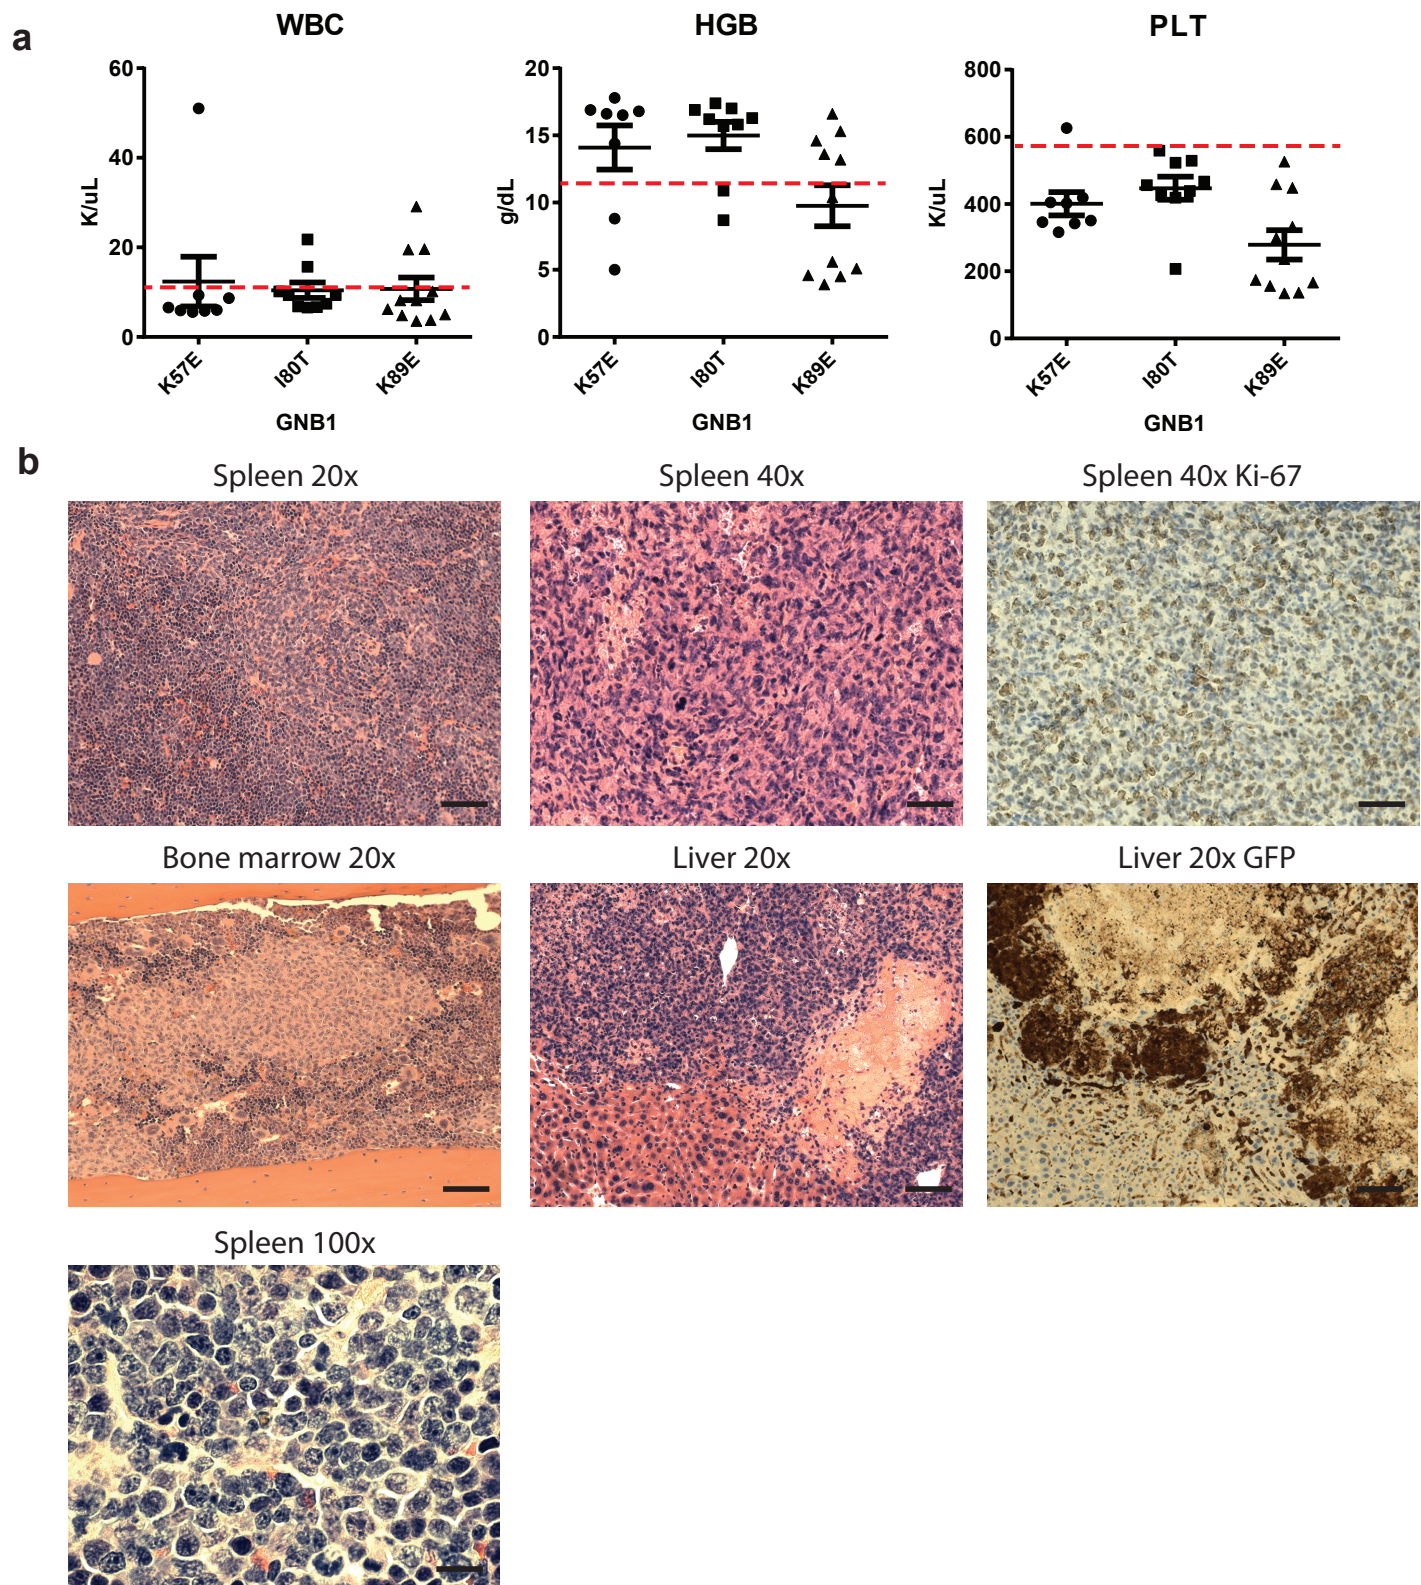 a
WBC
HGB
PLT
60
40
20
0
K/uL
K57E
I80T
K89E
GNB1
20
15
10
5
0
g/dL
K57E
I80T
K89E
GNB1
800
600
400
200
0
K/uL
K57E
I80T
K89E
GNB1
b
Spleen 20x
Spleen 40x
Spleen 40x Ki-67
Bone marrow 20x
Liver 20x
Liver 20x GFP
Spleen 100x